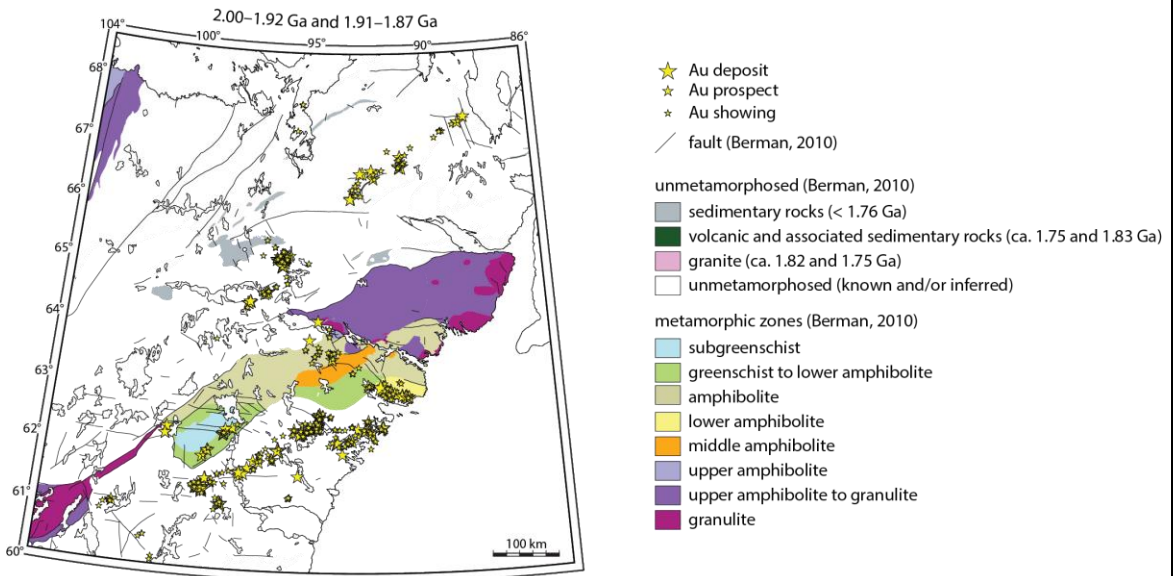 2.00–1.92 Ga and 1.91–1.87 Ga
104°
100°
95°
90°
86°
68°
67°
66°
65°
64°
63°
62°
61°
60°
100 km
Au deposit
Au prospect
Au showing
fault (Berman, 2010)
unmetamorphosed (Berman, 2010)
sedimentary rocks (< 1.76 Ga)
volcanic and associated sedimentary rocks (ca. 1.75 and 1.83 Ga)
granite (ca. 1.82 and 1.75 Ga)
unmetamorphosed (known and/or inferred)
metamorphic zones (Berman, 2010)
subgreenschist
greenschist to lower amphibolite
amphibolite
lower amphibolite
middle amphibolite
upper amphibolite
upper amphibolite to granulite
granulite